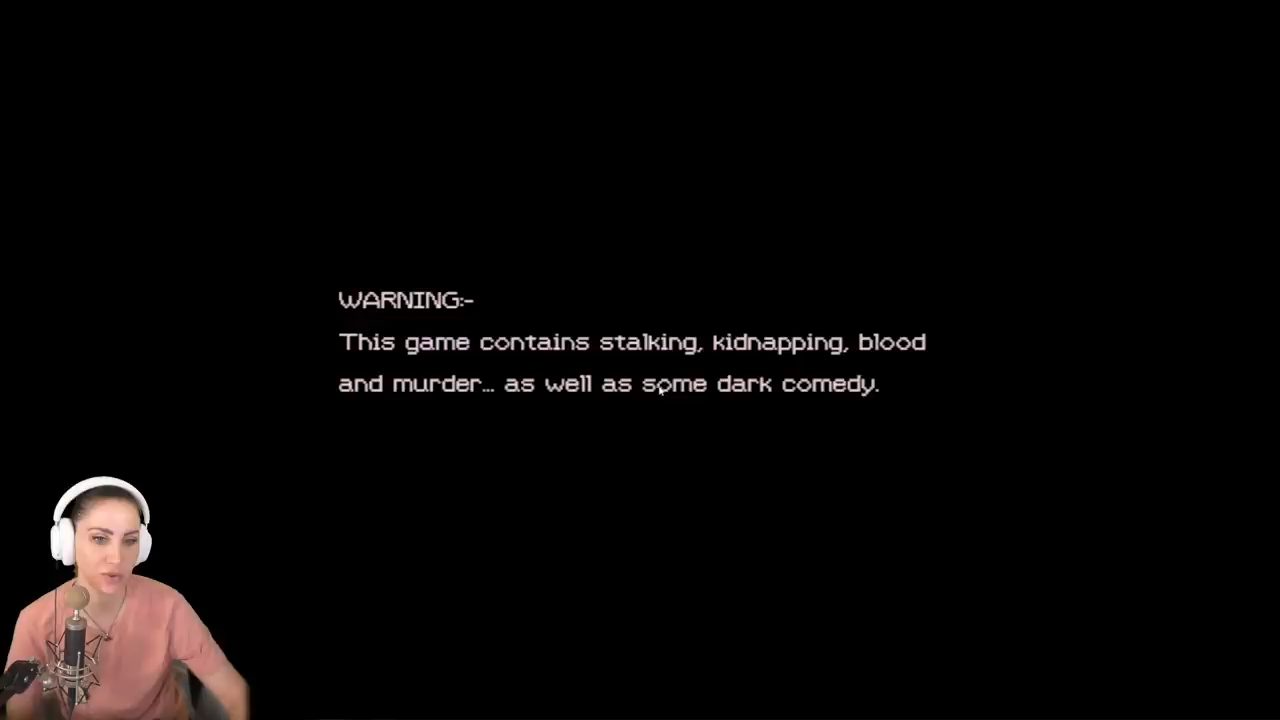 WARNING:-
This game contains stalking, kidnapping, blood
and murder... as well as some dark comedy.